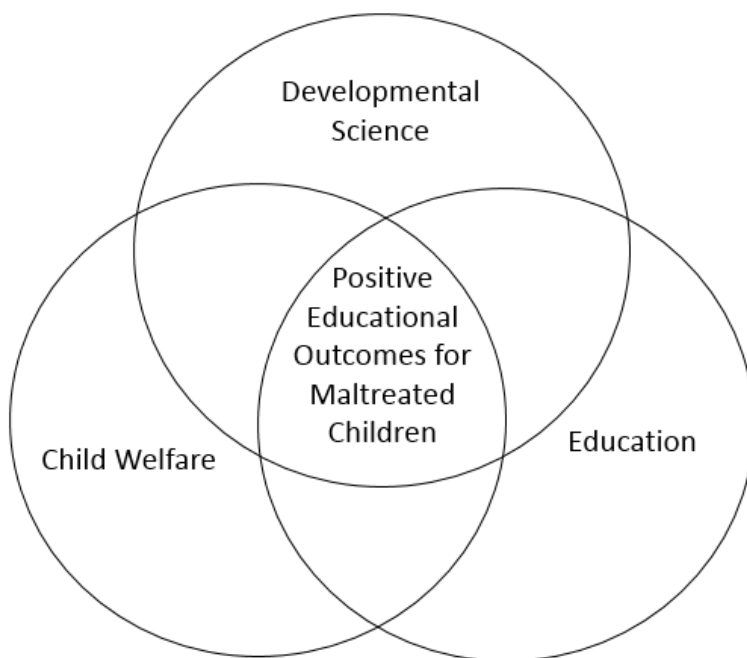 Developmental
Science
Positive
Educational
Outcomes for
Maltreated
Children
Child Welfare
Education